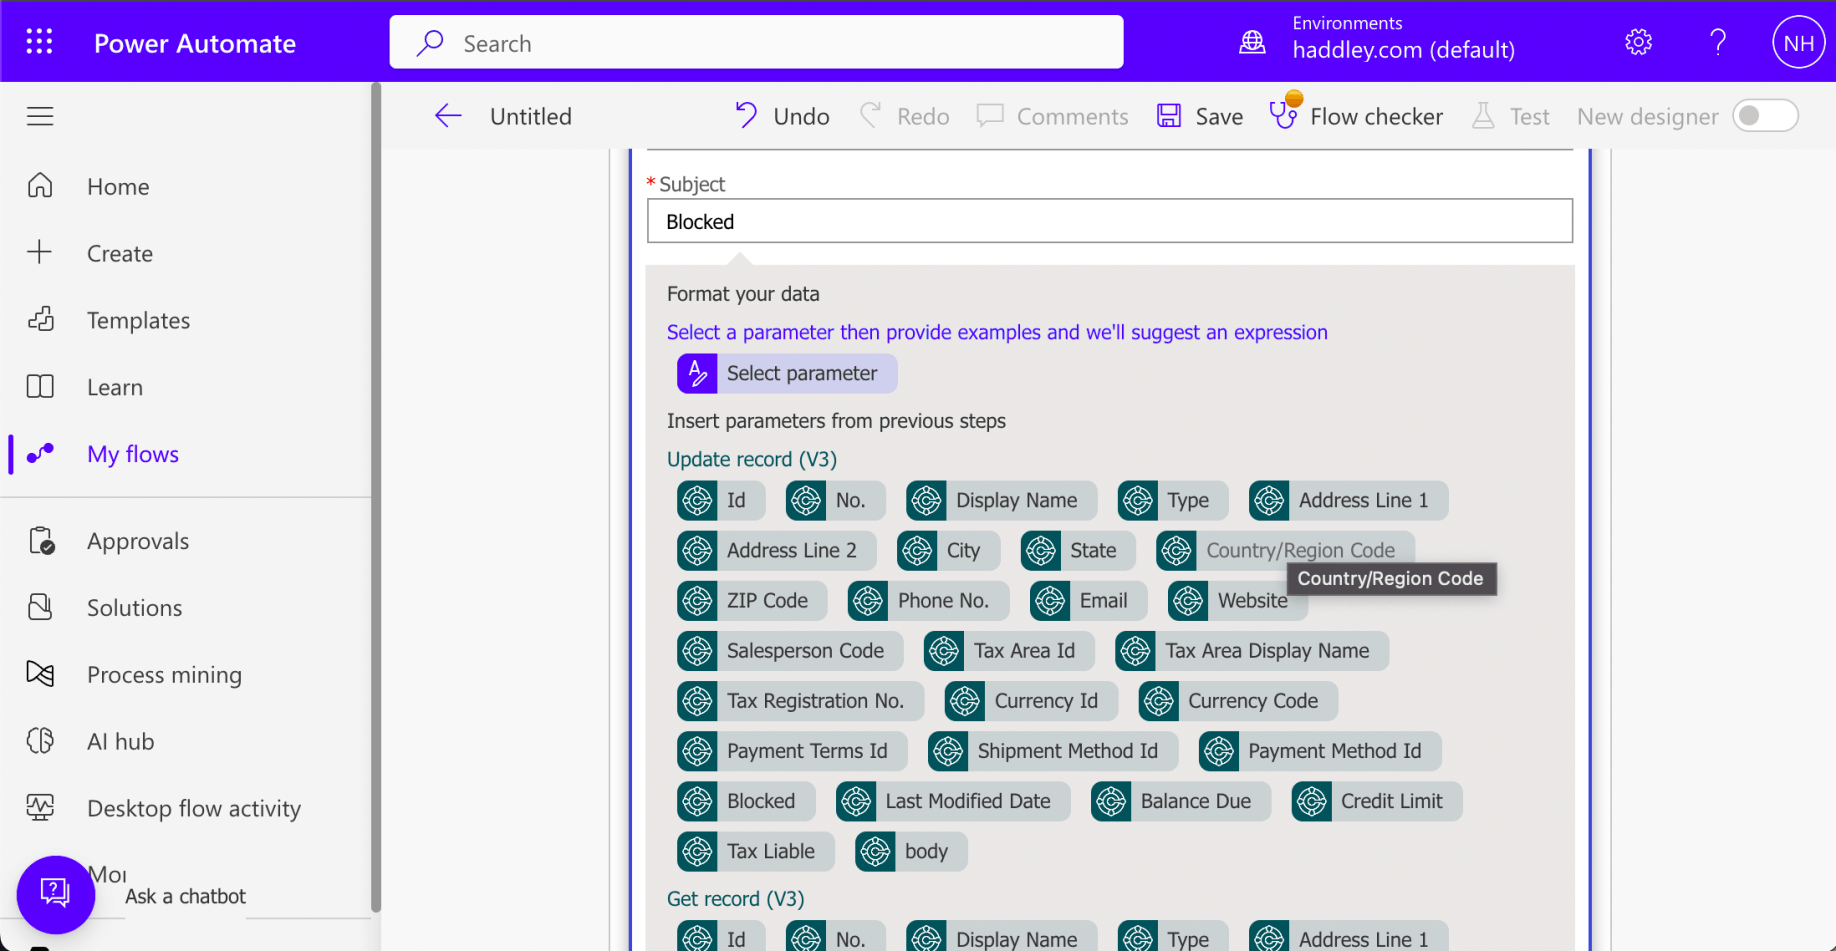 Power Automate
Search
Environments
haddley.com (default)
NH
Untitled
Undo
Redo
Comments
Save
Flow checker
Test
New designer
Home
Create
Templates
Learn
My flows
Approvals
Solutions
Process mining
AI hub
Desktop flow activity
Ask a chatbot
* Subject
Blocked
Format your data
Select a parameter then provide examples and we'll suggest an expression
Select parameter
Insert parameters from previous steps
Update record (V3)
Id No. Display Name Type Address Line 1
Address Line 2 City State Country/Region Code
Country/Region Code
ZIP Code Phone No. Email Website
Salesperson Code Tax Area Id Tax Area Display Name
Tax Registration No. Currency Id Currency Code
Payment Terms Id Shipment Method Id Payment Method Id
Blocked Last Modified Date Balance Due Credit Limit
Tax Liable body
Get record (V3)
Id No. Display Name Type Address Line 1